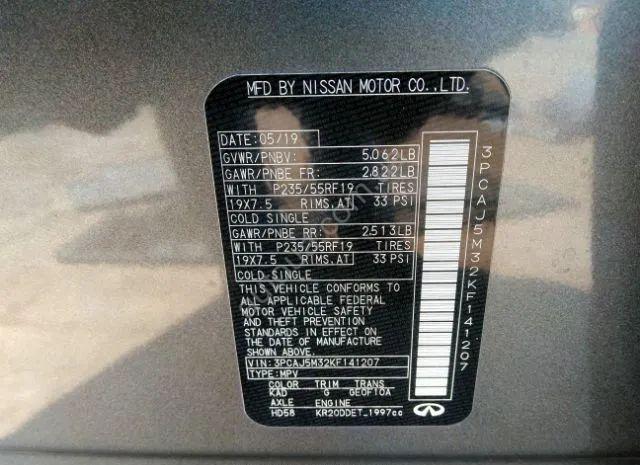 MFD BY NISSAN MOTOR CO.,LTD.
DATE: 05/19
GVWR/PNBV: 5,062LB
GAWR/PNBE FR: 2,822LB
WITH P235/55RF19 TIRES
19X7.5 RIMS,AT 33 PSI
COLD SINGLE
GAWR/PNBE RR: 2,513LB
WITH P235/55RF19 TIRES
19X7.5 RIMS,AT 33 PSI
COLD SINGLE
THIS VEHICLE CONFORMS TO
ALL APPLICABLE FEDERAL
MOTOR VEHICLE SAFETY
AND THEFT PREVENTION
STANDARDS IN EFFECT ON
THE DATE OF MANUFACTURE
SHOWN ABOVE.
VIN: 3PCAJ5M32KF141207
TYPE: MPV
COLOR TRIM TRANS
KAD G GE0F10A
AXLE ENGINE
HD58 KR20DDET 1997cc
3PCAJ5M32KF141207